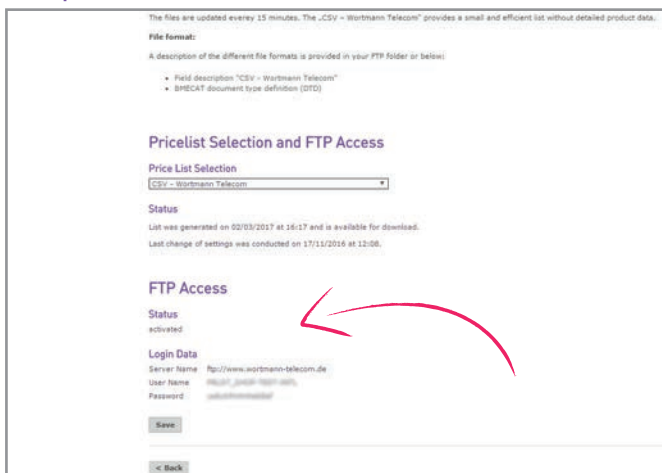 The files are updated everey 15 minutes. The „CSV – Wortmann Telecom" provides a small and efficient list without detailed product data.
File format:
A description of the different file formats is provided in your FTP folder or below:
• Field description "CSV – Wortmann Telecom"
• BMECAT document type definition (DTD)
Pricelist Selection and FTP Access
Price List Selection
CSV – Wortmann Telecom
Status
List was generated on 02/03/2017 at 16:17 and is available for download.
Last change of settings was conducted on 17/11/2016 at 12:08.
FTP Access
Status
activated
Login Data
Server Name ftp://www.wortmann-telecom.de
User Name
Password
Save
< Back